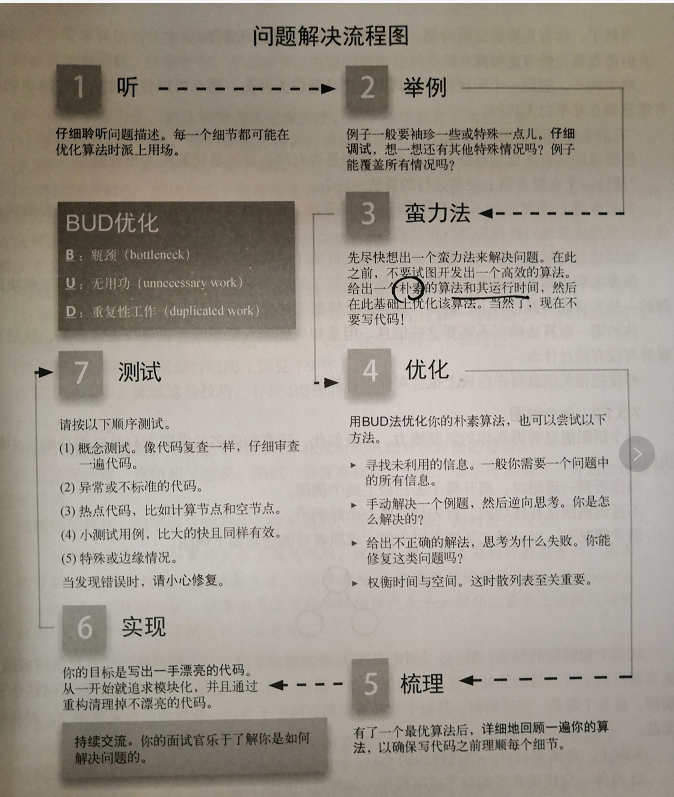 问题解决流程图
1 听
仔细聆听问题描述。每一个细节都可能在
优化算法时派上用场。
2 举例
例子一般要袖珍一些或特殊一点儿。仔细
调试，想一想还有其他特殊情况吗？例子
能覆盖所有情况吗？
BUD优化
B：瓶颈（bottleneck）
U：无用功（unnecessary work）
D：重复性工作（duplicated work）
3 蛮力法
先尽快想出一个蛮力法来解决问题。在此
之前，不要试图开发出一个高效的算法。
给出一个朴素的算法和其运行时间，然后
在此基础上优化该算法。当然了，现在不
要写代码！
4 优化
用BUD法优化你的朴素算法，也可以尝试以下
方法。
▸ 寻找未利用的信息。一般你需要一个问题中
的所有信息。
▸ 手动解决一个例题，然后逆向思考。你是怎
么解决的？
▸ 给出不正确的解法，思考为什么失败。你能
修复这类问题吗？
▸ 权衡时间与空间。这时散列表至关重要。
5 梳理
有了一个最优算法后，详细地回顾一遍你的算
法，以确保写代码之前理顺每个细节。
6 实现
你的目标是写出一手漂亮的代码。
从一开始就追求模块化，并且通过
重构清理掉不漂亮的代码。
持续交流。你的面试官乐于了解你是如何
解决问题的。
7 测试
请按以下顺序测试。
(1) 概念测试。像代码复查一样，仔细审查
一遍代码。
(2) 异常或不标准的代码。
(3) 热点代码，比如计算节点和空节点。
(4) 小测试用例，比大的快且同样有效。
(5) 特殊或边缘情况。
当发现错误时，请小心修复。